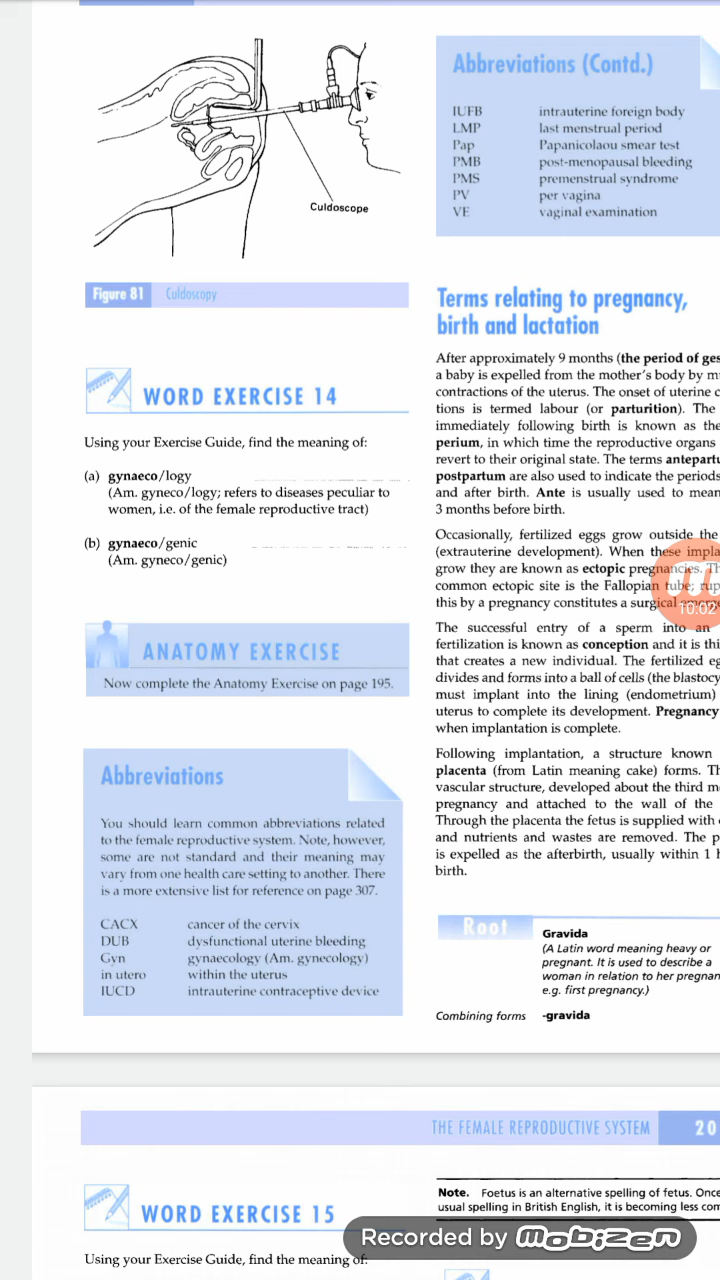 Culdoscope
Figure 81 Culdoscopy
WORD EXERCISE 14
Using your Exercise Guide, find the meaning of:
(a) gynaeco/logy
(Am. gyneco/logy; refers to diseases peculiar to
women, i.e. of the female reproductive tract)
(b) gynaeco/genic
(Am. gyneco/genic)
ANATOMY EXERCISE
Now complete the Anatomy Exercise on page 195.
Abbreviations
You should learn common abbreviations related
to the female reproductive system. Note, however,
some are not standard and their meaning may
vary from one health care setting to another. There
is a more extensive list for reference on page 307.
CACX cancer of the cervix
DUB dysfunctional uterine bleeding
Gyn gynaecology (Am. gynecology)
in utero within the uterus
IUCD intrauterine contraceptive device
Abbreviations (Contd.)
IUFB intrauterine foreign body
LMP last menstrual period
Pap Papanicolaou smear test
PMB post-menopausal bleeding
PMS premenstrual syndrome
PV per vagina
VE vaginal examination
Terms relating to pregnancy,
birth and lactation
After approximately 9 months (the period of ges
a baby is expelled from the mother's body by m
contractions of the uterus. The onset of uterine c
tions is termed labour (or parturition). The
immediately following birth is known as the
perium, in which time the reproductive organs
revert to their original state. The terms antepartu
postpartum are also used to indicate the periods
and after birth. Ante is usually used to mean
3 months before birth.
Occasionally, fertilized eggs grow outside the
(extrauterine development). When these impla
grow they are known as ectopic pregnancies. Th
common ectopic site is the Fallopian tube; rup
this by a pregnancy constitutes a surgical emerge
10:02
The successful entry of a sperm into an
fertilization is known as conception and it is thi
that creates a new individual. The fertilized eg
divides and forms into a ball of cells (the blastocy
must implant into the lining (endometrium)
uterus to complete its development. Pregnancy
when implantation is complete.
Following implantation, a structure known
placenta (from Latin meaning cake) forms. Th
vascular structure, developed about the third m
pregnancy and attached to the wall of the
Through the placenta the fetus is supplied with
and nutrients and wastes are removed. The p
is expelled as the afterbirth, usually within 1 h
birth.
Root Gravida
(A Latin word meaning heavy or
pregnant. It is used to describe a
woman in relation to her pregnan
e.g. first pregnancy.)
Combining forms -gravida
THE FEMALE REPRODUCTIVE SYSTEM 20
WORD EXERCISE 15
Using your Exercise Guide, find the meaning of:
Note. Foetus is an alternative spelling of fetus. Once
usual spelling in British English, it is becoming less com
Recorded by mobizen